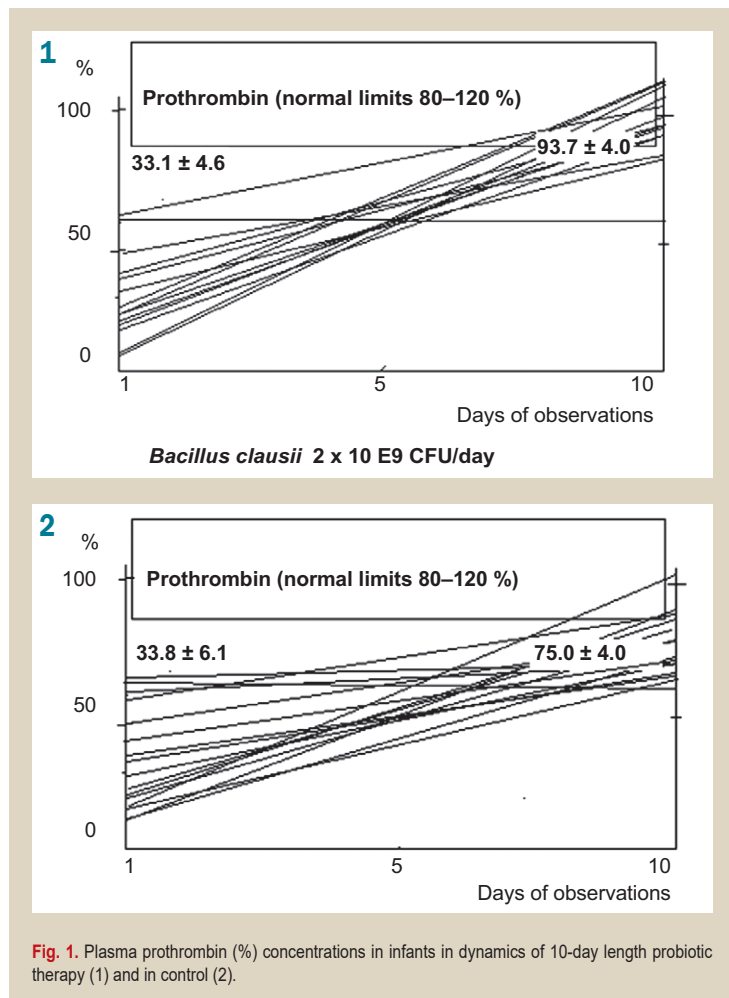 1
%
100
Prothrombin (normal limits 80–120 %)
33.1 ± 4.6
93.7 ± 4.0
50
0
1
5
10
Days of observations
Bacillus clausii 2 x 10 E9 CFU/day
2
%
100
Prothrombin (normal limits 80–120 %)
33.8 ± 6.1
75.0 ± 4.0
50
0
1
5
10
Days of observations
Fig. 1. Plasma prothrombin (%) concentrations in infants in dynamics of 10-day length probiotic
therapy (1) and in control (2).